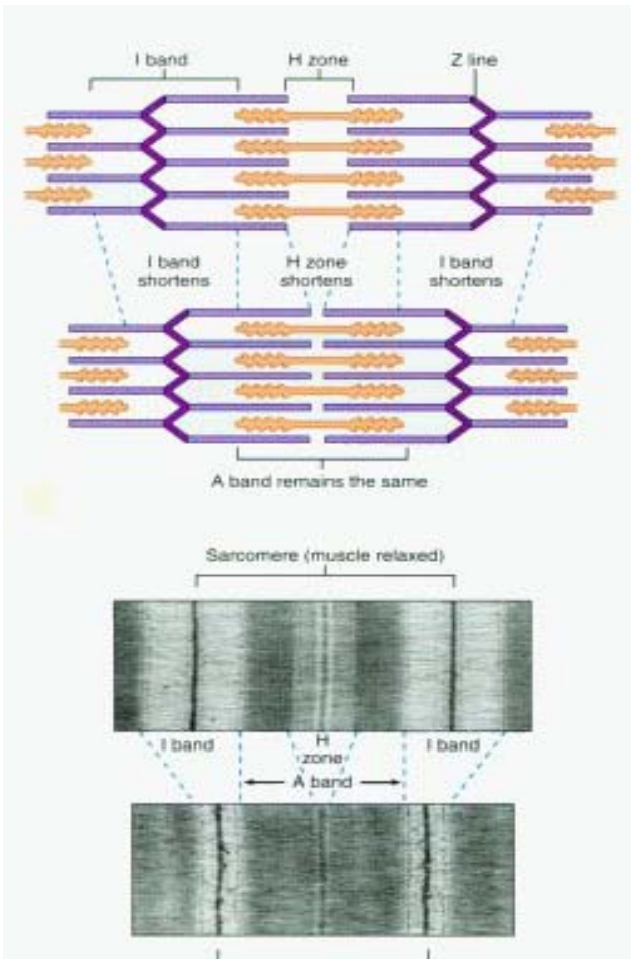 I band H zone Z line
I band shortens
H zone shortens
I band shortens
A band remains the same
Sarcomere (muscle relaxed)
I band H zone I band
A band